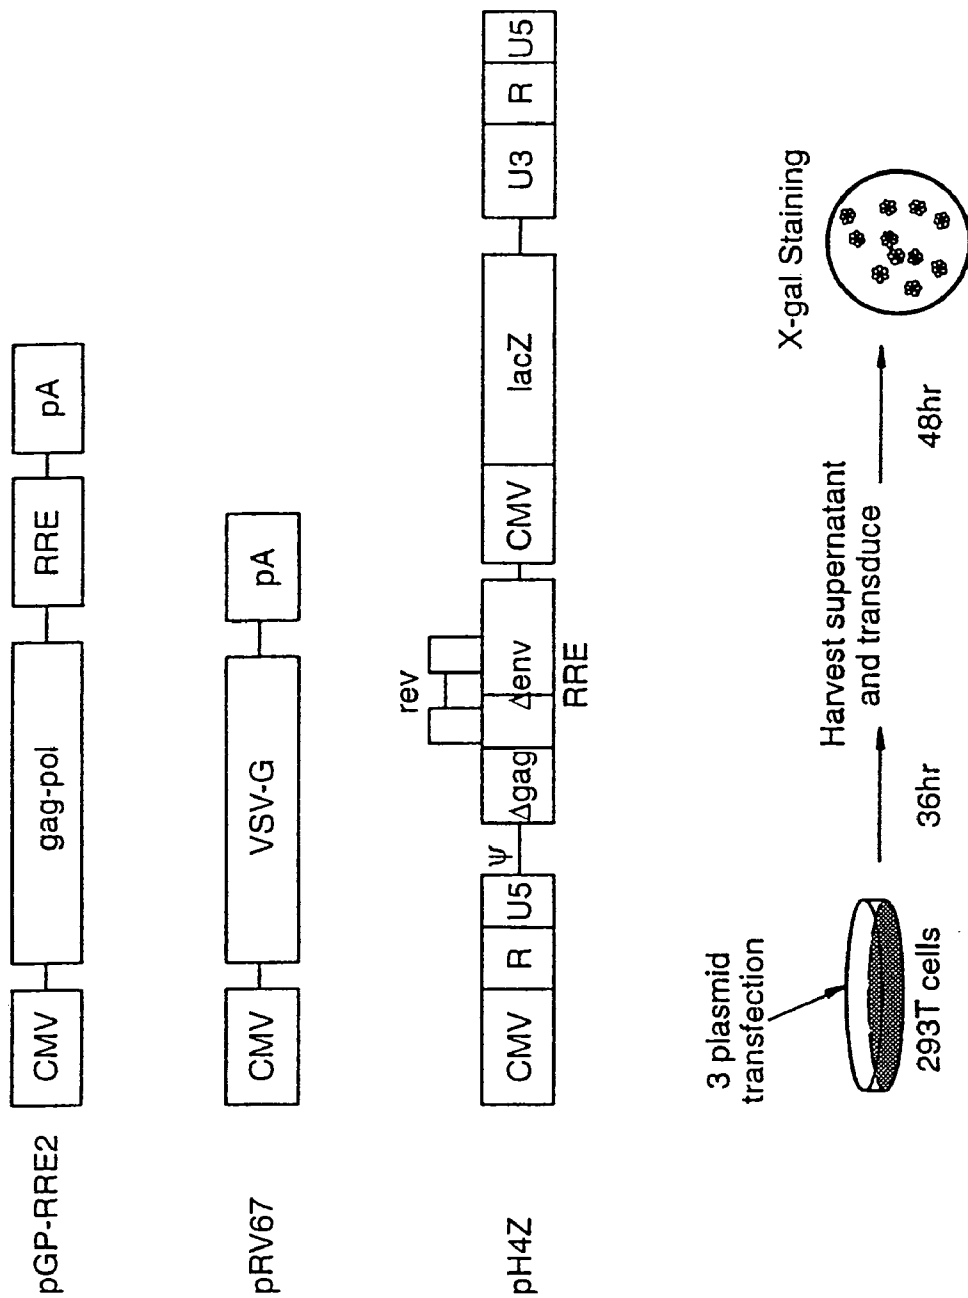 pGP-RRE2
CMV
gag-pol
RRE
pA
pRV67
CMV
VSV-G
pA
pH4Z
CMV
R
U5
ψ
Δgag
rev
Δenv
RRE
CMV
lacZ
U3
R
U5
3 plasmid
transfection
293T cells
36hr
Harvest supernatant
and transduce
48hr
X-gal Staining